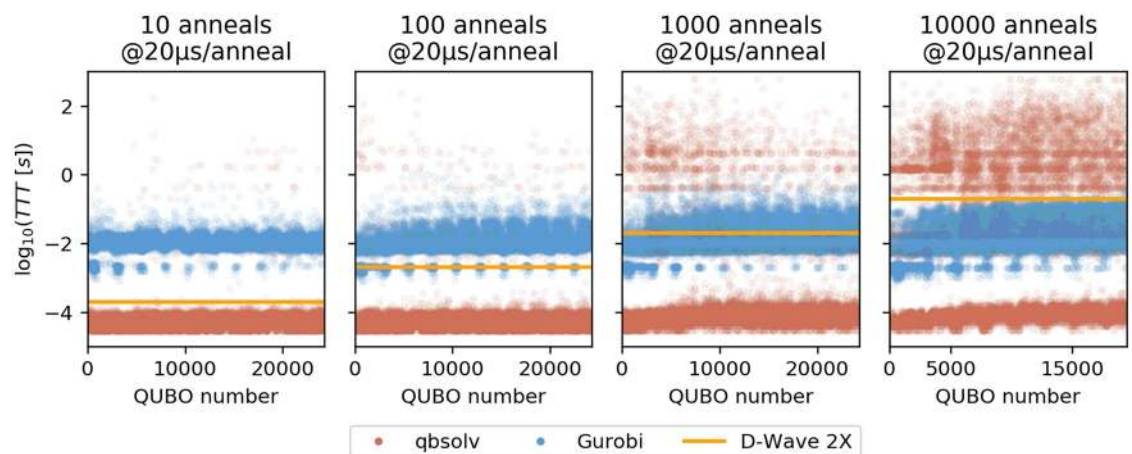 10 anneals
@20μs/anneal
100 anneals
@20μs/anneal
1000 anneals
@20μs/anneal
10000 anneals
@20μs/anneal
log10(TTT [s])
2
0
−2
−4
0 10000 20000
0 10000 20000
0 10000 20000
0 5000 15000
QUBO number QUBO number QUBO number QUBO number
qbsolv Gurobi D-Wave 2X